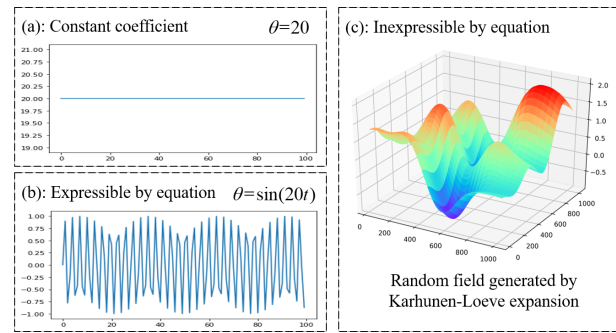 (a): Constant coefficient θ=20
21.00
20.75
20.50
20.25
20.00
19.75
19.50
19.25
19.00
0 20 40 60 80 100
(b): Expressible by equation θ=sin(20t)
1.00
0.75
0.50
0.25
0.00
−0.25
−0.50
−0.75
−1.00
0 20 40 60 80 100
(c): Inexpressible by equation
2.0
1.5
1.0
0.5
0.0
−0.5
0 200 400 600 800 1000
0 200 400 600 800 1000
Random field generated by
Karhunen-Loeve expansion